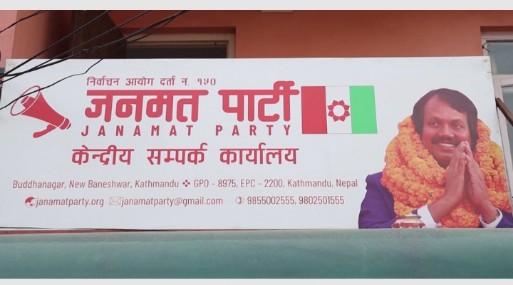 निर्वाचन आयोग दर्ता न. १५०
जनमत पार्टी
JANAMAT PARTY
केन्दीय सम्पर्क कार्यालय
Buddhanagar, New Baneshwar, Kathmandu ❖ GPO - 8975, EPC - 2200, Kathmandu, Nepal
janamatparty.org janamatparty@gmail.com 9855002555, 9802501555